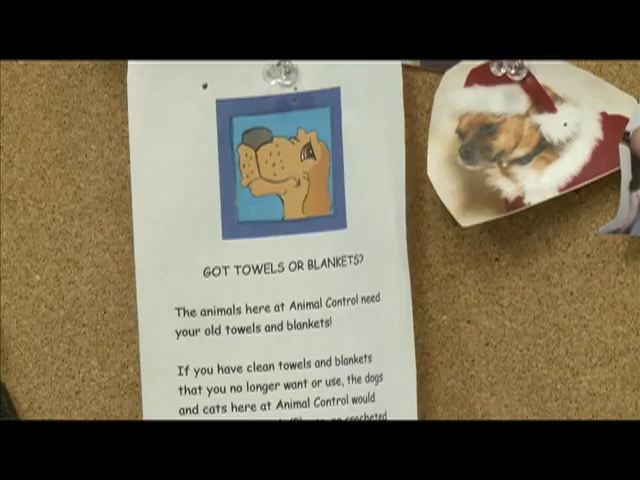 GOT TOWELS OR BLANKETS?
The animals here at Animal Control need
your old towels and blankets!
If you have clean towels and blankets
that you no longer want or use, the dogs
and cats here at Animal Control would
no crocheted